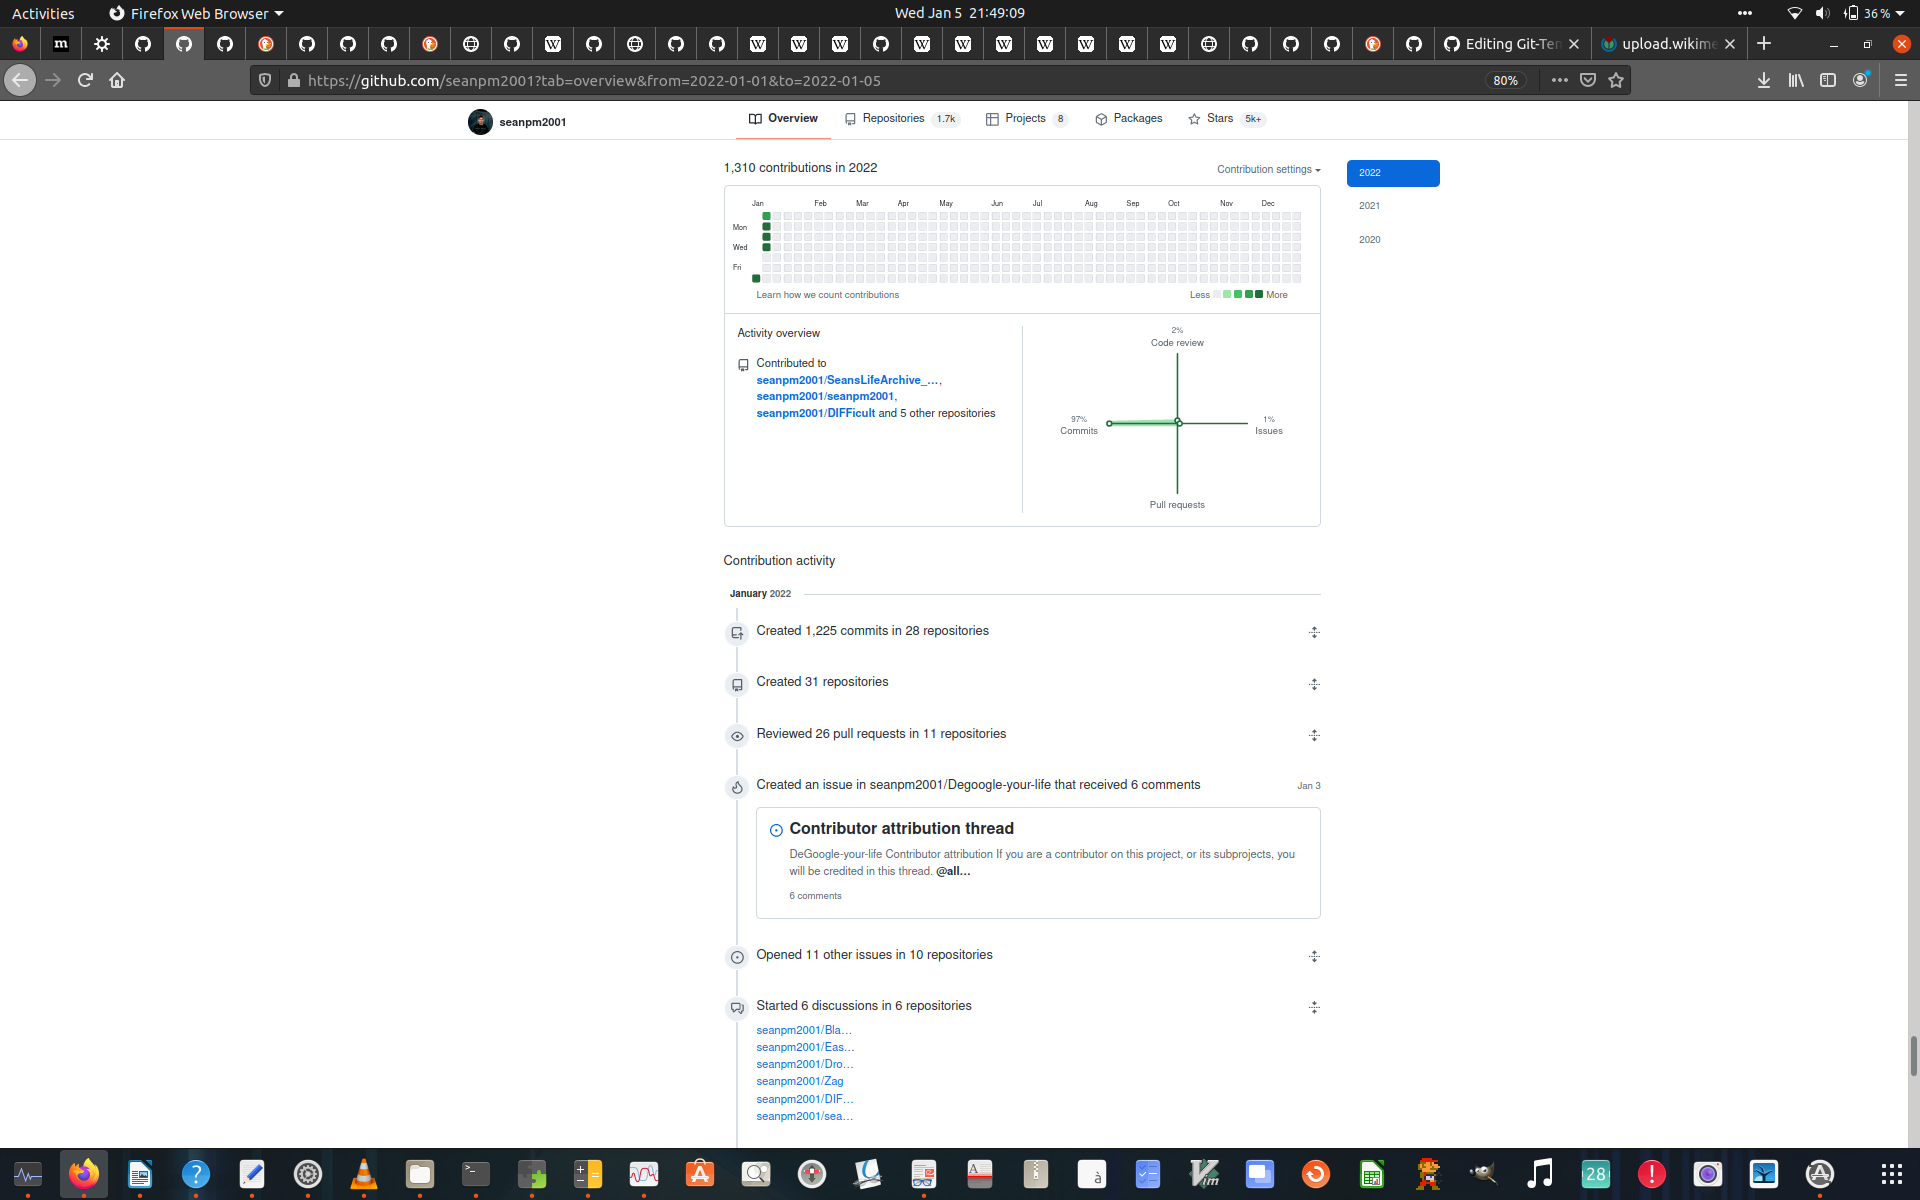 Activities
Firefox Web Browser
Wed Jan 5 21:49:09
36 %
Editing Git-Ten
upload.wikime
https://github.com/seanpm2001?tab=overview&from=2022-01-01&to=2022-01-05
80%
seanpm2001
Overview
Repositories 1.7k
Projects 8
Packages
Stars 5k+
1,310 contributions in 2022
Contribution settings
2022
2021
2020
Jan Feb Mar Apr May Jun Jul Aug Sep Oct Nov Dec
Mon
Wed
Fri
Learn how we count contributions
Less More
Activity overview
Contributed to
seanpm2001/SeansLifeArchive_…,
seanpm2001/seanpm2001,
seanpm2001/DIFFicult and 5 other repositories
2%
Code review
97%
Commits
1%
Issues
Pull requests
Contribution activity
January 2022
Created 1,225 commits in 28 repositories
Created 31 repositories
Reviewed 26 pull requests in 11 repositories
Created an issue in seanpm2001/Degoogle-your-life that received 6 comments
Jan 3
Contributor attribution thread
DeGoogle-your-life Contributor attribution If you are a contributor on this project, or its subprojects, you
will be credited in this thread. @all…
6 comments
Opened 11 other issues in 10 repositories
Started 6 discussions in 6 repositories
seanpm2001/Bla…
seanpm2001/Eas…
seanpm2001/Dro…
seanpm2001/Zag
seanpm2001/DIF…
seanpm2001/sea…
28